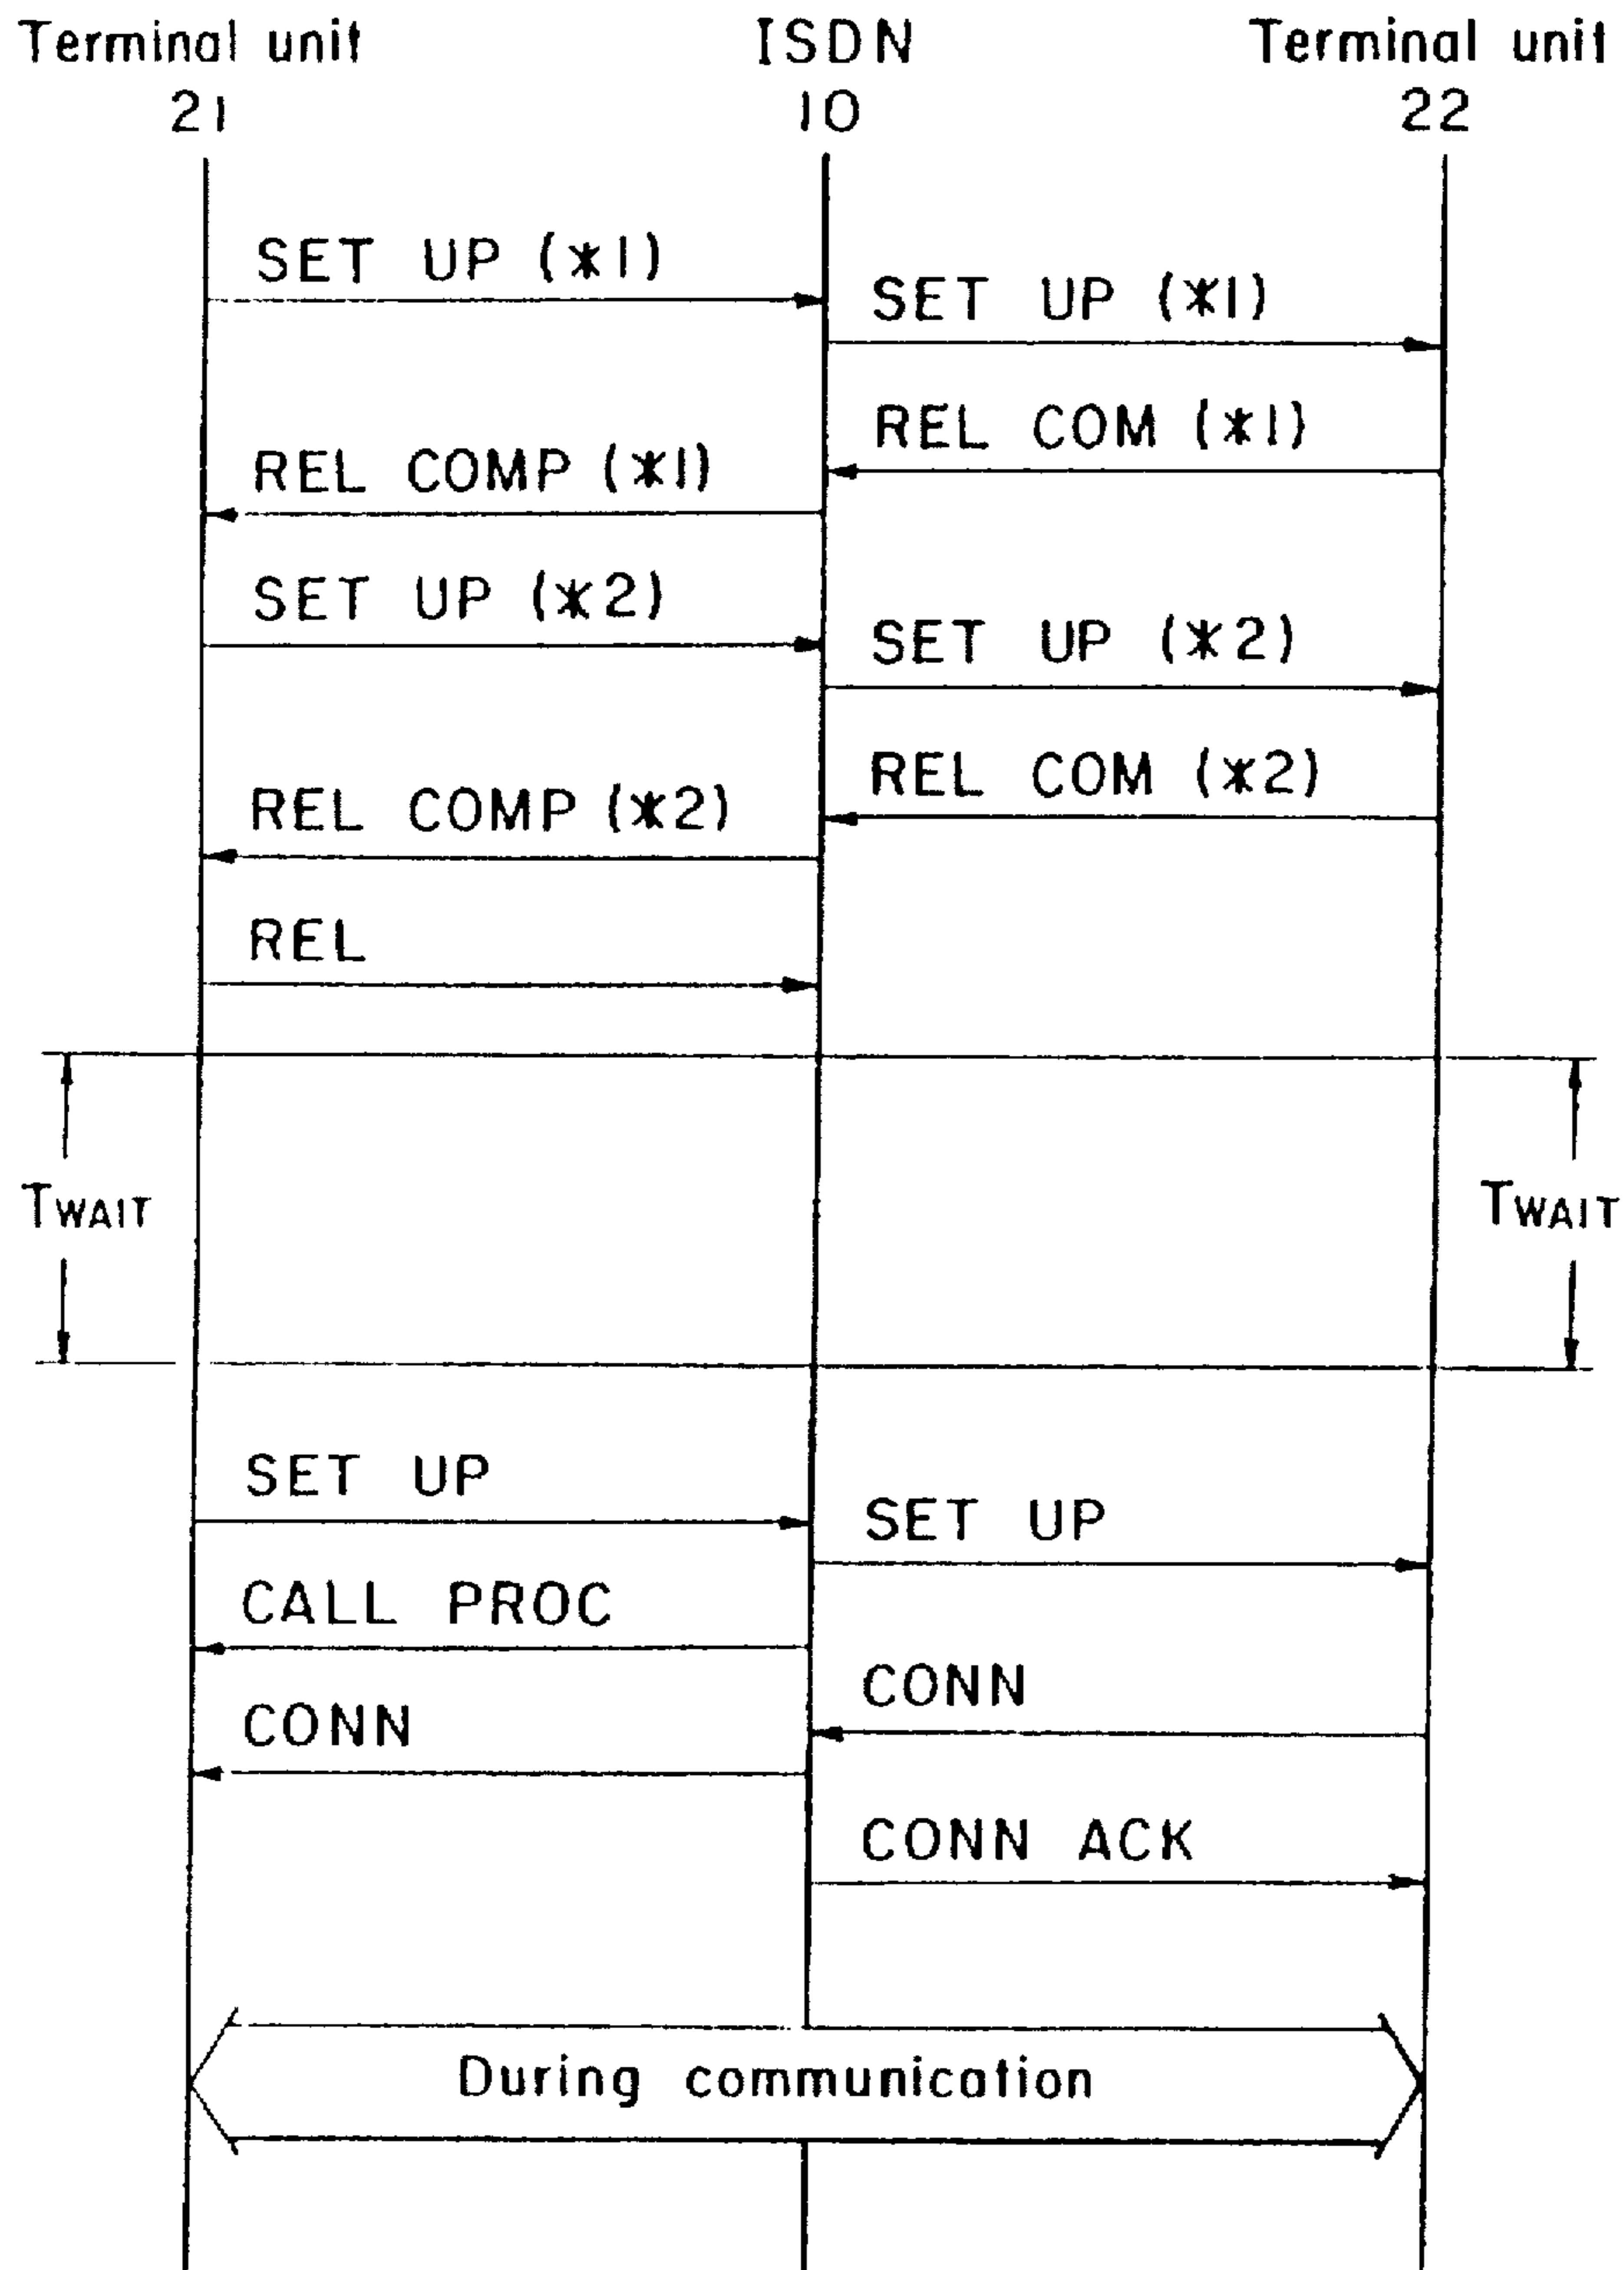 Terminal unit ISDN Terminal unit
21 10 22
SET UP (*1)
SET UP (*1)
REL COM (*1)
REL COMP (*1)
SET UP (*2)
SET UP (*2)
REL COM (*2)
REL COMP (*2)
REL
TWAIT TWAIT
SET UP
SET UP
CALL PROC
CONN
CONN
CONN ACK
During communication